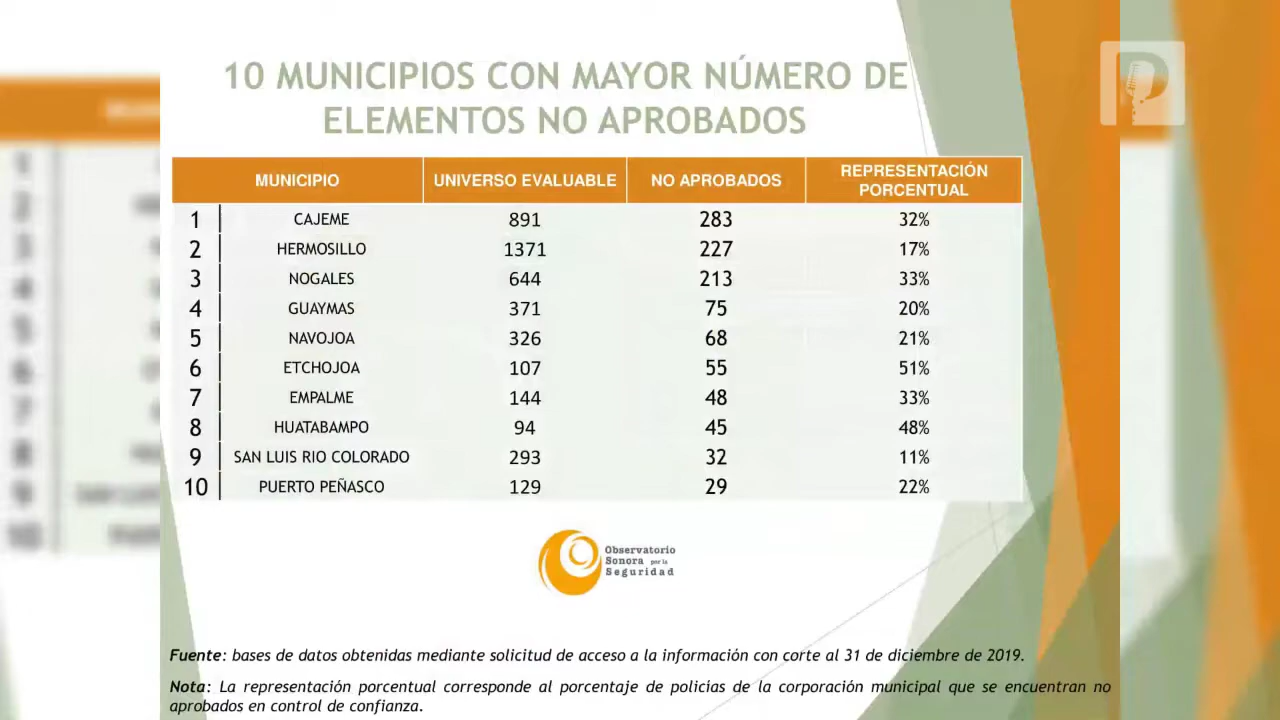 10 MUNICIPIOS CON MAYOR NÚMERO DE
ELEMENTOS NO APROBADOS
MUNICIPIO UNIVERSO EVALUABLE NO APROBADOS REPRESENTACIÓN PORCENTUAL
1 CAJEME 891 283 32%
2 HERMOSILLO 1371 227 17%
3 NOGALES 644 213 33%
4 GUAYMAS 371 75 20%
5 NAVOJOA 326 68 21%
6 ETCHOJOA 107 55 51%
7 EMPALME 144 48 33%
8 HUATABAMPO 94 45 48%
9 SAN LUIS RIO COLORADO 293 32 11%
10 PUERTO PEÑASCO 129 29 22%
Observatorio
Sonora por la
Seguridad
Fuente: bases de datos obtenidas mediante solicitud de acceso a la información con corte al 31 de diciembre de 2019.
Nota: La representación porcentual corresponde al porcentaje de policías de la corporación municipal que se encuentran no
aprobados en control de confianza.